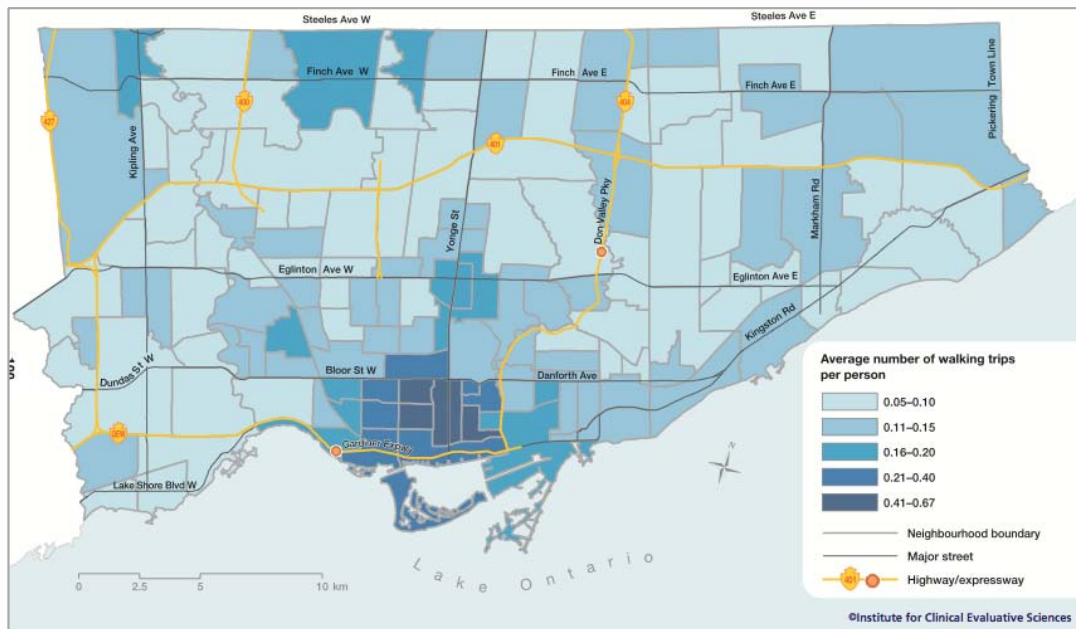 Steeles Ave W
Steeles Ave E
Finch Ave W
Finch Ave E
Finch Ave E
Pickering Town Line
427
Kipling Ave
400
401
404
Yonge St
Don Valley Pky
Markham Rd
Eglinton Ave W
Eglinton Ave E
Kingston Rd
Dundas St W
Bloor St W
Danforth Ave
QEW
Gardiner Expwy
Lake Shore Blvd W
N
Lake Ontario
0 2.5 5 10 km
Average number of walking trips
per person
0.05–0.10
0.11–0.15
0.16–0.20
0.21–0.40
0.41–0.67
Neighbourhood boundary
Major street
401 Highway/expressway
©Institute for Clinical Evaluative Sciences